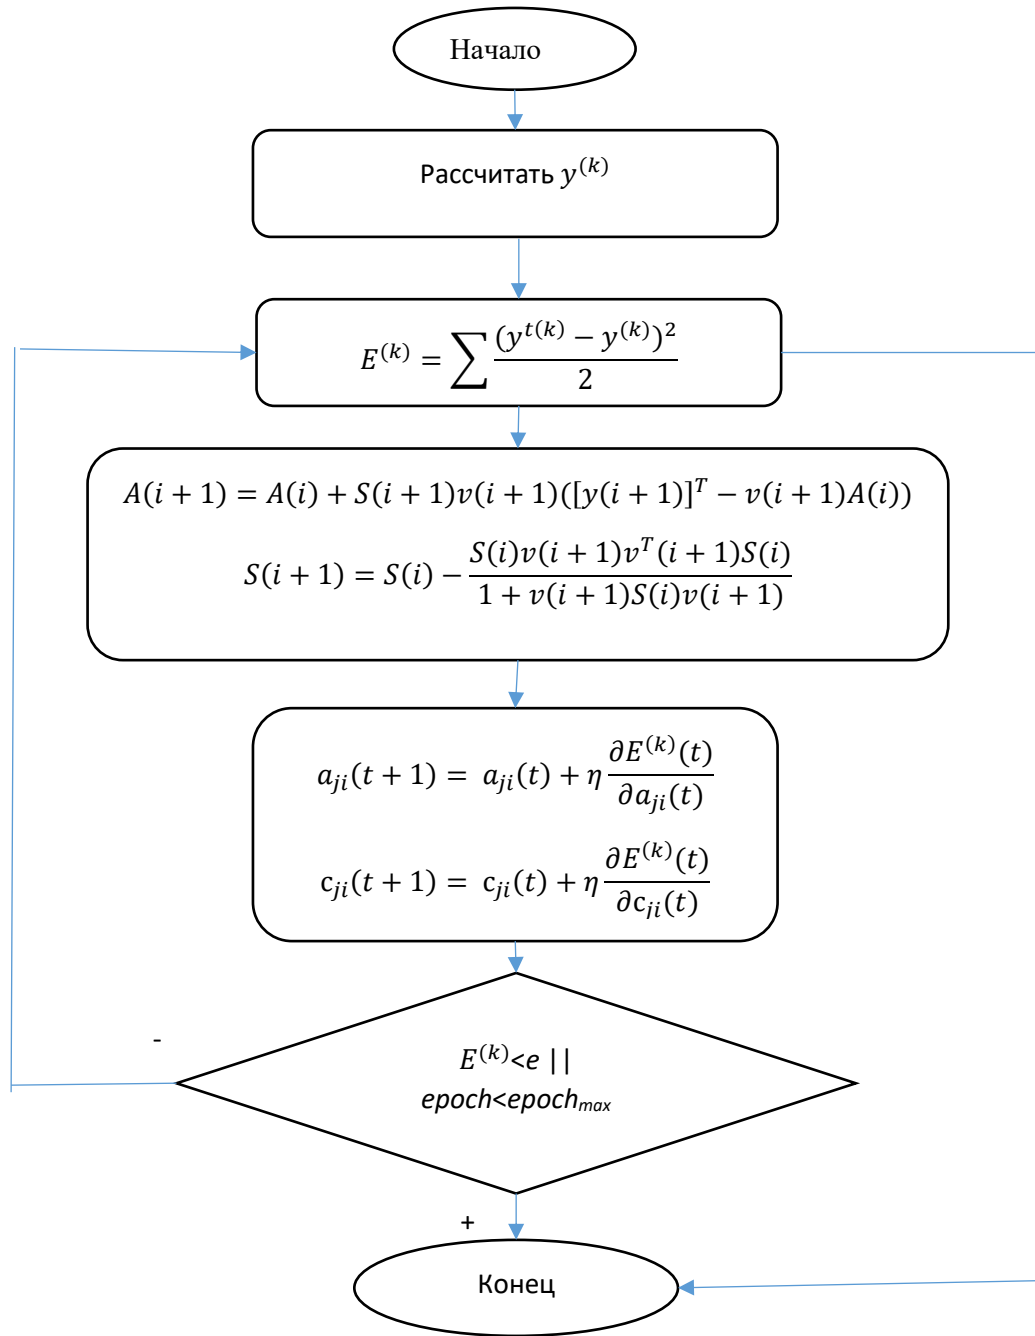 Начало
Рассчитать y^(k)
E^(k) = ∑ (y^t(k) − y^(k))^2 / 2
A(i + 1) = A(i) + S(i + 1)v(i + 1)([y(i + 1)]^T − v(i + 1)A(i))
S(i + 1) = S(i) − S(i)v(i + 1)v^T(i + 1)S(i) / 1 + v(i + 1)S(i)v(i + 1)
a_ji(t + 1) = a_ji(t) + η ∂E^(k)(t) / ∂a_ji(t)
c_ji(t + 1) = c_ji(t) + η ∂E^(k)(t) / ∂c_ji(t)
-
E^(k)<e ||
epoch<epoch_max
+
Конец